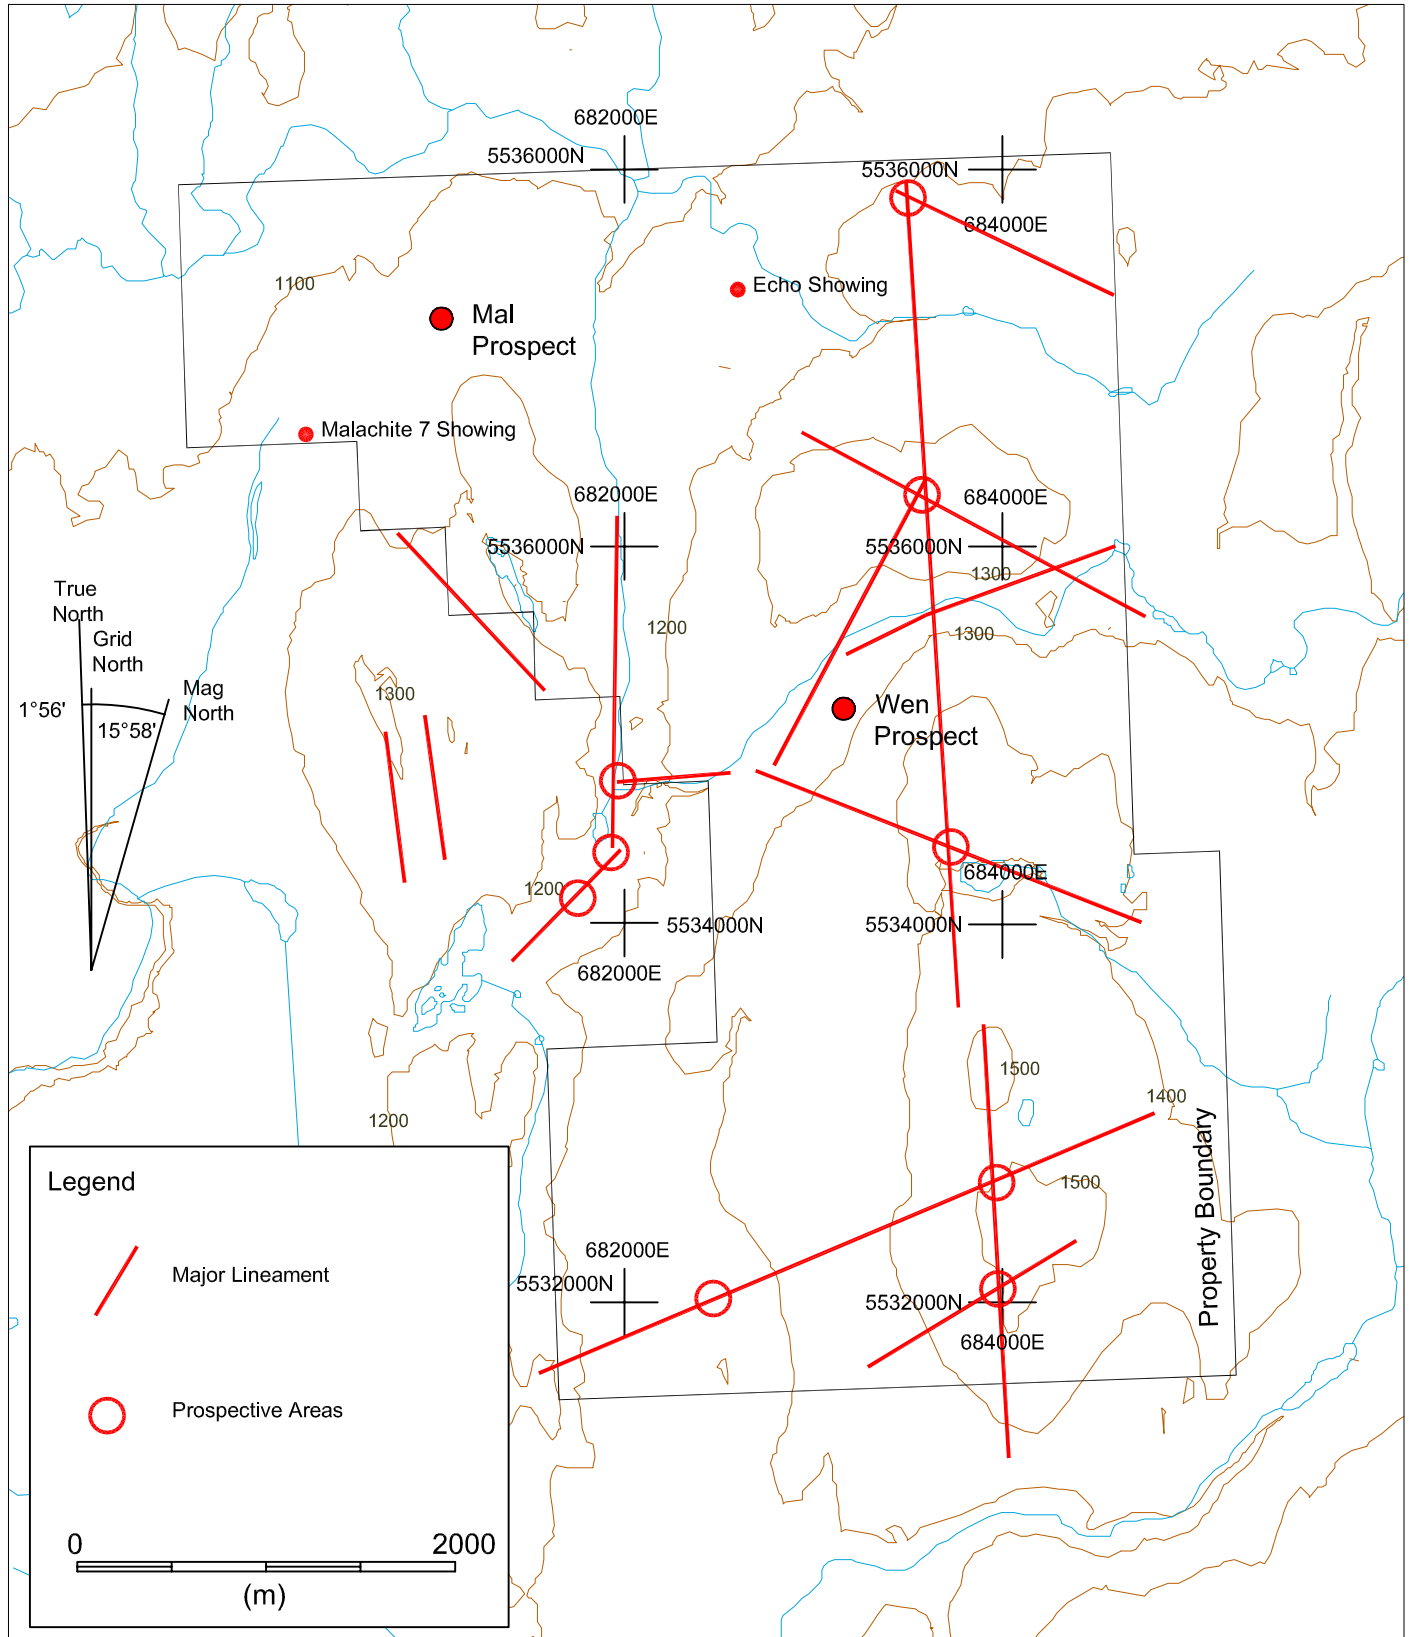 682000E
5536000N
5536000N
684000E
1100
Echo Showing
Mal
Prospect
Malachite 7 Showing
682000E
684000E
5536000N
5536000N
1300
True
North
Grid
North
1200
1300
Mag
North
1300
1°56'
15°58'
Wen
Prospect
684000E
1200
5534000N
5534000N
682000E
1500
1400
1200
Property Boundary
1500
Legend
682000E
Major Lineament
5532000N
5532000N
684000E
Prospective Areas
0
2000
(m)